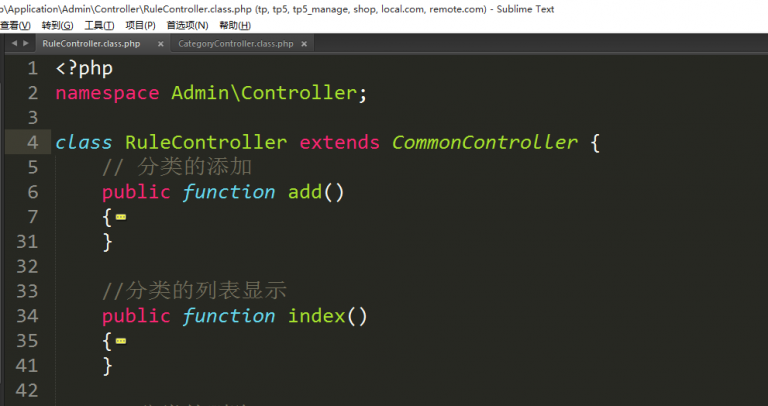 o\Application\Admin\Controller\RuleController.class.php (tp, tp5, tp5_manage, shop, local.com, remote.com) - Sublime Text
查看(V) 转到(G) 工具(T) 项目(P) 首选项(N) 帮助(H)
RuleController.class.php × CategoryController.class.php ×
1 <?php
2 namespace Admin\Controller;
3
4 class RuleController extends CommonController {
5 // 分类的添加
6 public function add()
7 {
31 }
32
33 //分类的列表显示
34 public function index()
35 {
41 }
42